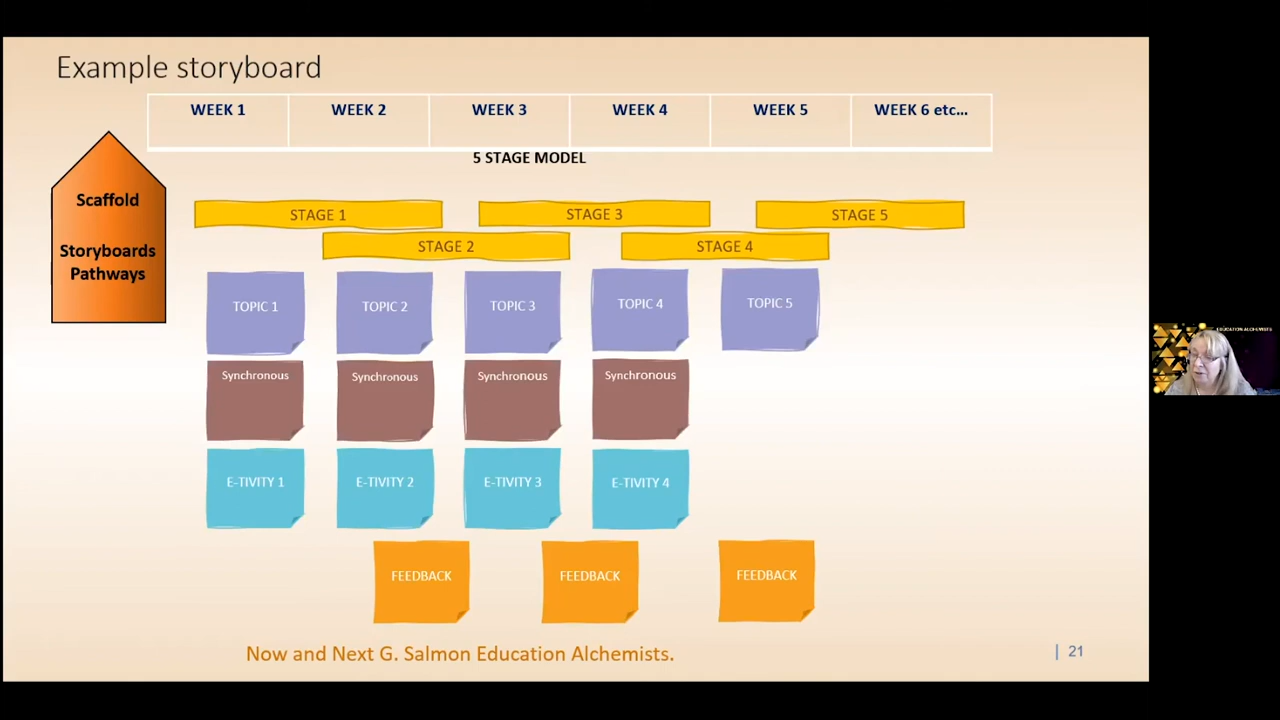 Example storyboard
WEEK 1
WEEK 2
WEEK 3
WEEK 4
WEEK 5
WEEK 6 etc...
5 STAGE MODEL
Scaffold
Storyboards
Pathways
STAGE 1
STAGE 3
STAGE 5
STAGE 2
STAGE 4
TOPIC 1
TOPIC 2
TOPIC 3
TOPIC 4
TOPIC 5
Synchronous
Synchronous
Synchronous
Synchronous
E-TIVITY 1
E-TIVITY 2
E-TIVITY 3
E-TIVITY 4
FEEDBACK
FEEDBACK
FEEDBACK
Now and Next G. Salmon Education Alchemists.
| 21
EDUCATION ALCHEMISTS